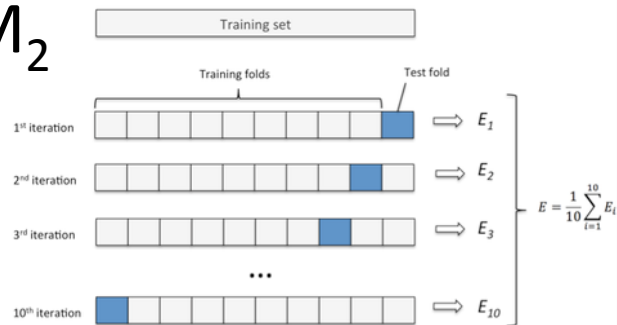 M₂
Training set
Training folds
Test fold
1ˢᵗ iteration
E₁
2ⁿᵈ iteration
E₂
3ʳᵈ iteration
E₃
E = 1/10 ∑_{i=1}^{10} Eᵢ
...
10ᵗʰ iteration
E₁₀